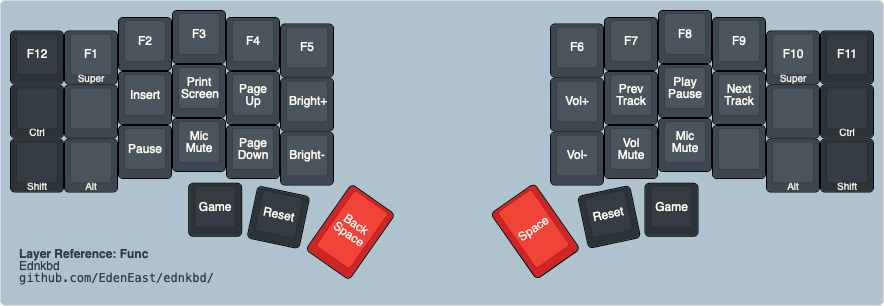 F12 F1 F2 F3 F4 F5 F6 F7 F8 F9 F10 F11
Super Super
Insert Print Page Bright+ Vol+ Prev Play Next
Screen Up Track Pause Track
Ctrl Ctrl
Pause Mic Page Bright- Vol- Vol Mic
Mute Down Mute Mute
Shift Alt Alt Shift
Game Reset Back Space Reset Game
Space
Layer Reference: Func
Ednkbd
github.com/EdenEast/ednkbd/